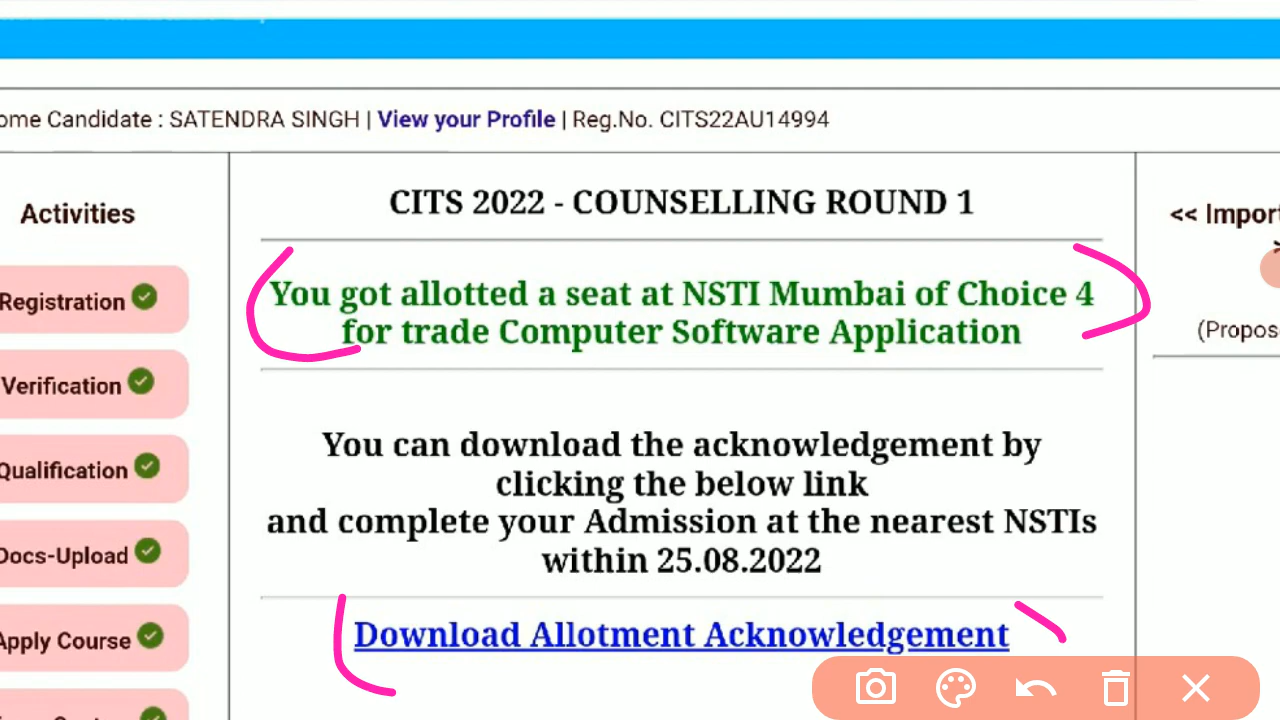 ome Candidate : SATENDRA SINGH | View your Profile | Reg.No. CITS22AU14994
Activities
Registration
Verification
Qualification
Docs-Upload
Apply Course
CITS 2022 - COUNSELLING ROUND 1
You got allotted a seat at NSTI Mumbai of Choice 4
for trade Computer Software Application
You can download the acknowledgement by
clicking the below link
and complete your Admission at the nearest NSTIs
within 25.08.2022
Download Allotment Acknowledgement
<< Import
(Propos